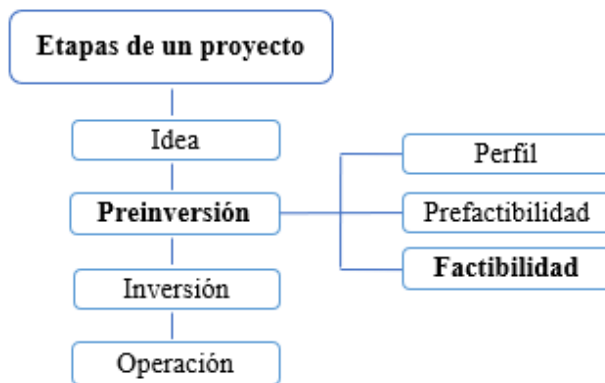 Etapas de un proyecto
Idea
Preinversión
Inversión
Operación
Perfil
Prefactibilidad
Factibilidad